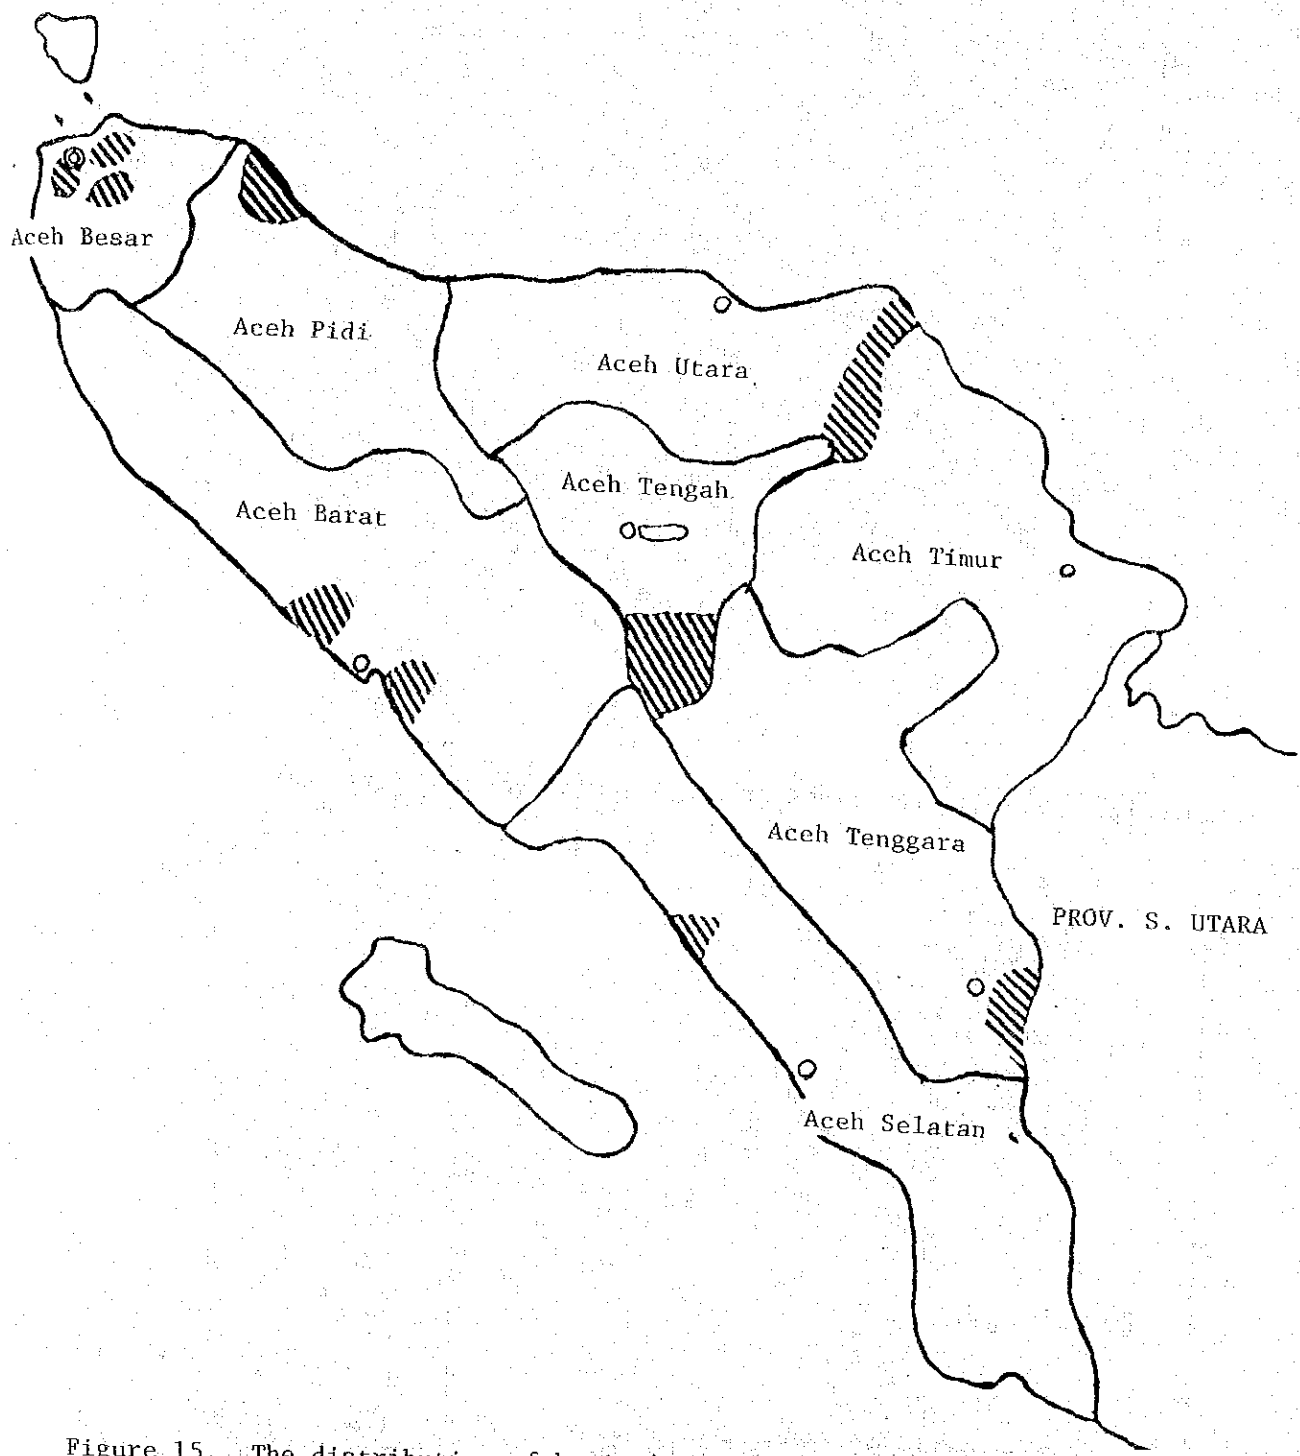 Aceh Besar
Aceh Pidi
Aceh Utara
Aceh Tengah
Aceh Barat
Aceh Timur
Aceh Tenggara
PROV. S. UTARA
Aceh Selatan
Figure 15. The distribution of